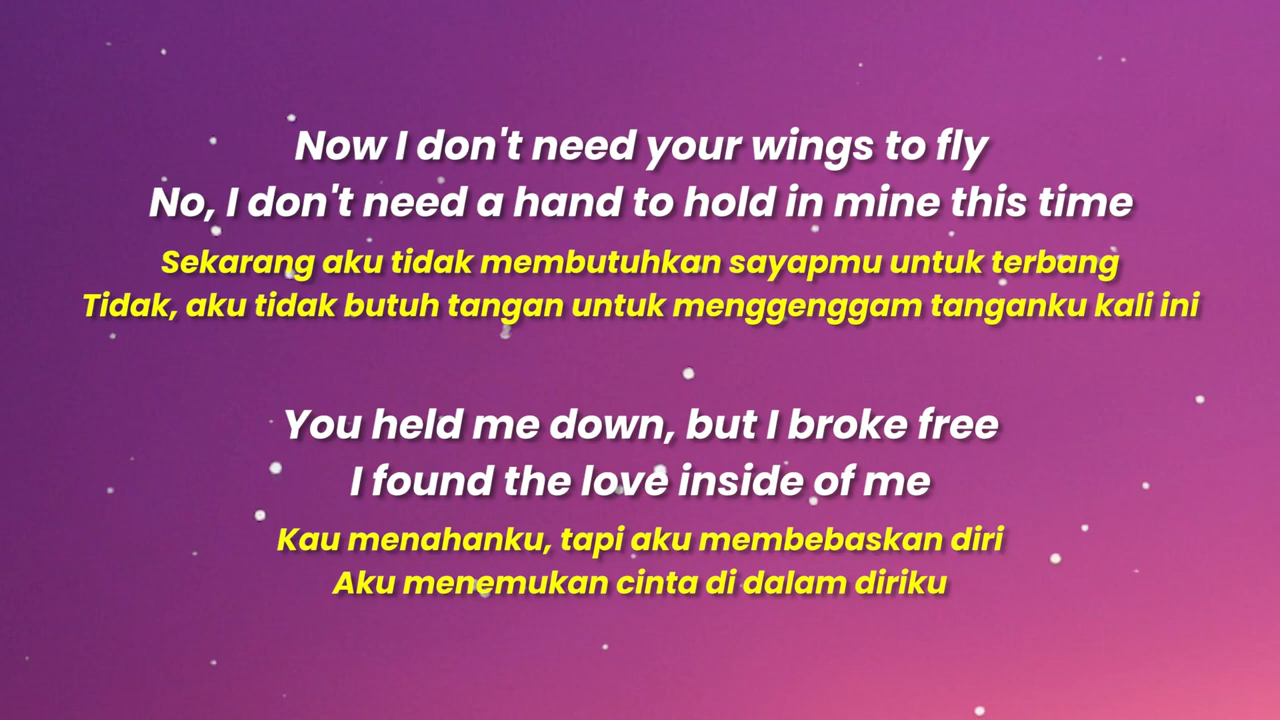 Now I don't need your wings to fly
No, I don't need a hand to hold in mine this time
Sekarang aku tidak membutuhkan sayapmu untuk terbang
Tidak, aku tidak butuh tangan untuk menggenggam tanganku kali ini
You held me down, but I broke free
I found the love inside of me
Kau menahanku, tapi aku membebaskan diri
Aku menemukan cinta di dalam diriku